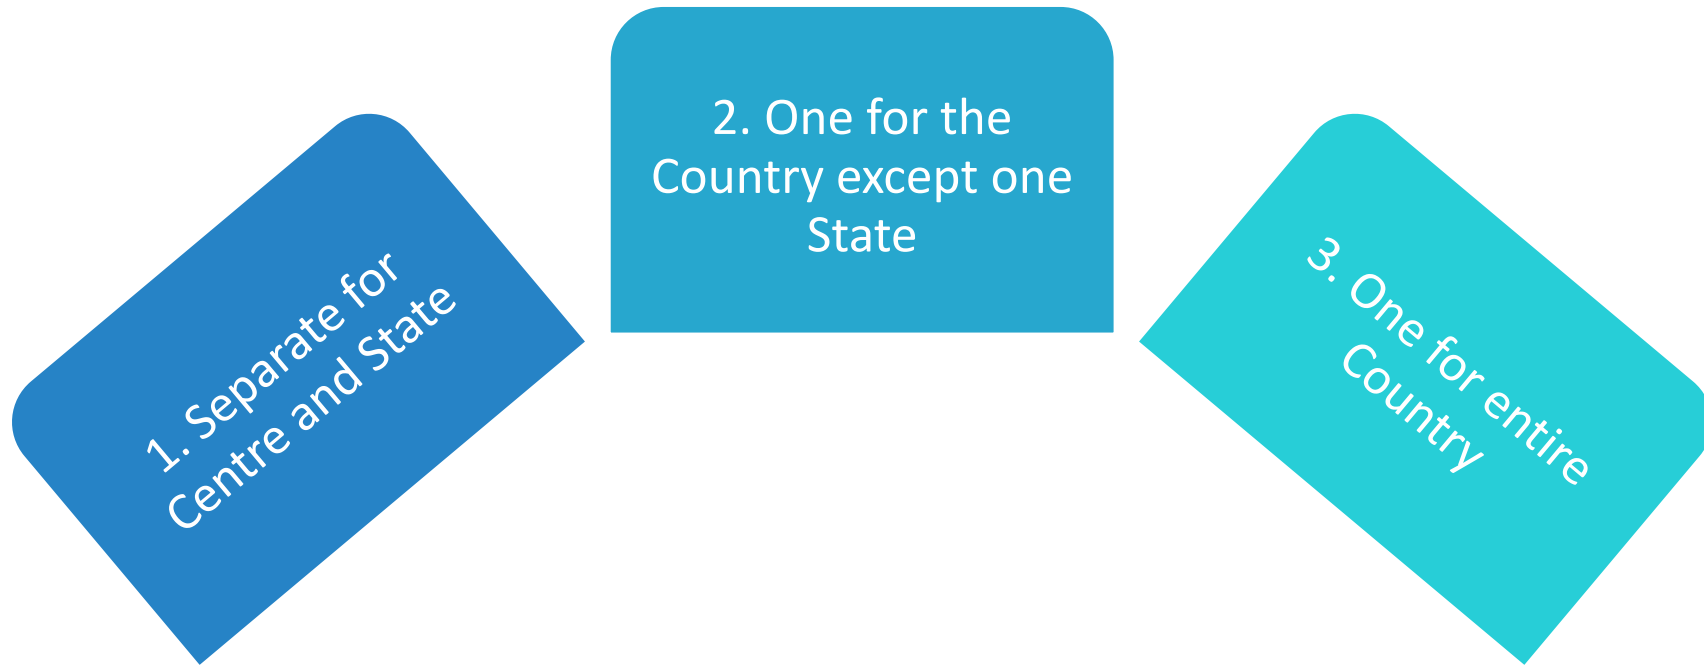 1. Separate for
Centre and State
2. One for the
Country except one
State
3. One for entire
Country